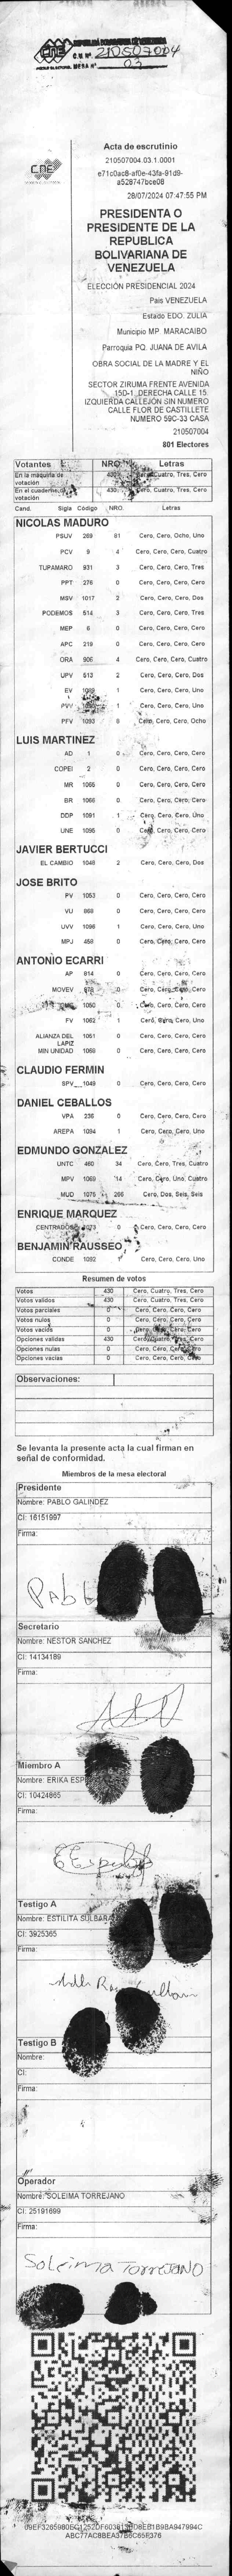 REPUBLICA BOLIVARIANA DE VENEZUELA
CNE
C.V. Nº 210507004
PODER ELECTORAL MESA Nº 03
CNE
Acta de escrutinio
210507004.03.1.0001
e71c0ac8-af0e-43fa-91d9-
a528747bce08
28/07/2024 07:47:55 PM
PRESIDENTA O
PRESIDENTE DE LA
REPUBLICA
BOLIVARIANA DE
VENEZUELA
ELECCIÓN PRESIDENCIAL 2024
Pais VENEZUELA
Estado EDO. ZULIA
Municipio MP. MARACAIBO
Parroquia PQ. JUANA DE AVILA
OBRA SOCIAL DE LA MADRE Y EL
NIÑO
SECTOR ZIRUMA FRENTE AVENIDA
15D-1. DERECHA CALLE 15.
IZQUIERDA CALLEJÓN SIN NUMERO
CALLE FLOR DE CASTILLETE
NUMERO 59C-33 CASA
210507004
801 Electores
Votantes NRO. Letras
En la máquina de votación 430 Cero, Cuatro, Tres, Cero
En el cuaderno de votación 430 Cero, Cuatro, Tres, Cero
Cand. Sigla Código NRO. Letras
NICOLAS MADURO
PSUV 269 81 Cero, Cero, Ocho, Uno
PCV 9 4 Cero, Cero, Cero, Cuatro
TUPAMARO 931 3 Cero, Cero, Cero, Tres
PPT 276 0 Cero, Cero, Cero, Cero
MSV 1017 2 Cero, Cero, Cero, Dos
PODEMOS 514 3 Cero, Cero, Cero, Tres
MEP 6 0 Cero, Cero, Cero, Cero
APC 219 0 Cero, Cero, Cero, Cero
ORA 906 4 Cero, Cero, Cero, Cuatro
UPV 513 2 Cero, Cero, Cero, Dos
EV 1 Cero, Cero, Cero, Uno
PVV 1 Cero, Cero, Cero, Uno
PFV 1093 8 Cero, Cero, Cero, Ocho
LUIS MARTINEZ
AD 1 0 Cero, Cero, Cero, Cero
COPEI 2 0 Cero, Cero, Cero, Cero
MR 1065 0 Cero, Cero, Cero, Cero
BR 1066 0 Cero, Cero, Cero, Cero
DDP 1091 1 Cero, Cero, Cero, Uno
UNE 1095 0 Cero, Cero, Cero, Cero
JAVIER BERTUCCI
EL CAMBIO 1048 2 Cero, Cero, Cero, Dos
JOSE BRITO
PV 1053 0 Cero, Cero, Cero, Cero
VU 868 0 Cero, Cero, Cero, Cero
UVV 1096 1 Cero, Cero, Cero, Uno
MPJ 458 0 Cero, Cero, Cero, Cero
ANTONIO ECARRI
AP 814 0 Cero, Cero, Cero, Cero
MOVEV 978 0 Cero, Cero, Cero, Cero
1050 0 Cero, Cero, Cero, Cero
FV 1062 1 Cero, Cero, Cero, Uno
ALIANZA DEL LAPIZ 1061 0 Cero, Cero, Cero, Cero
MIN UNIDAD 1068 0 Cero, Cero, Cero, Cero
CLAUDIO FERMIN
SPV 1049 0 Cero, Cero, Cero, Cero
DANIEL CEBALLOS
VPA 236 0 Cero, Cero, Cero, Cero
AREPA 1094 1 Cero, Cero, Cero, Uno
EDMUNDO GONZALEZ
UNTC 460 34 Cero, Cero, Tres, Cuatro
MPV 1069 14 Cero, Cero, Uno, Cuatro
MUD 1075 266 Cero, Dos, Seis, Seis
ENRIQUE MARQUEZ
CENTRADOS 1073 0 Cero, Cero, Cero, Cero
BENJAMIN RAUSSEO
CONDE 1092 Cero, Cero, Cero, Uno
Resumen de votos
Votos 430 Cero, Cuatro, Tres, Cero
Votos validos 430 Cero, Cuatro, Tres, Cero
Votos parciales 0 Cero, Cero, Cero, Cero
Votos nulos 0 Cero, Cero, Cero, Cero
Votos vacios 0 Cero, Cero, Cero, Cero
Opciones validas 430 Cero, Cuatro, Tres, Cero
Opciones nulas 0 Cero, Cero, Cero, Cero
Opciones vacias 0 Cero, Cero, Cero, Cero
Observaciones:
Se levanta la presente acta la cual firman en
señal de conformidad.
Miembros de la mesa electoral
Presidente
Nombre: PABLO GALINDEZ
CI: 16151997
Firma:
Secretario
Nombre: NESTOR SANCHEZ
CI: 14134189
Firma:
Miembro A
Nombre: ERIKA ESP
CI: 10424865
Firma:
Testigo A
Nombre: ESTILITA SULBARA
CI: 3925365
Firma:
Testigo B
Nombre:
CI:
Firma:
Operador
Nombre: SOLEIMA TORREJANO
CI: 25191699
Firma:
Soleima TorreJANO
ABC77AC8BEA37B6C65F376